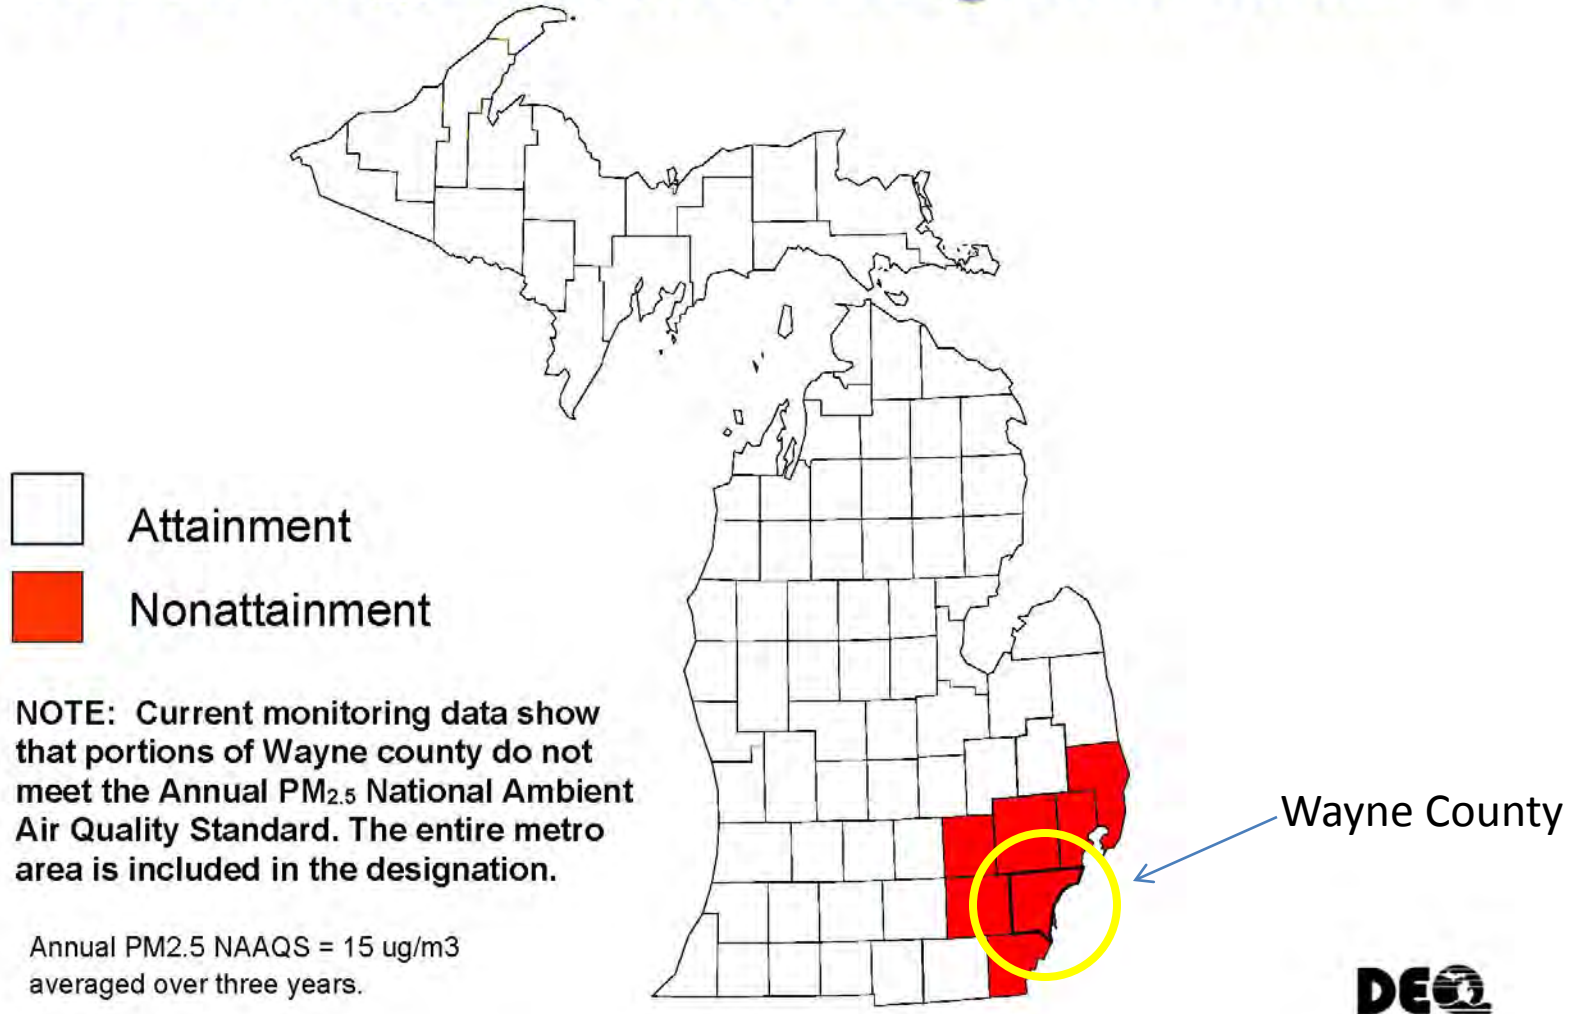 Attainment
Nonattainment
NOTE: Current monitoring data show
that portions of Wayne county do not
meet the Annual PM2.5 National Ambient
Air Quality Standard. The entire metro
area is included in the designation.
Annual PM2.5 NAAQS = 15 ug/m3
averaged over three years.
Wayne County
DEQ